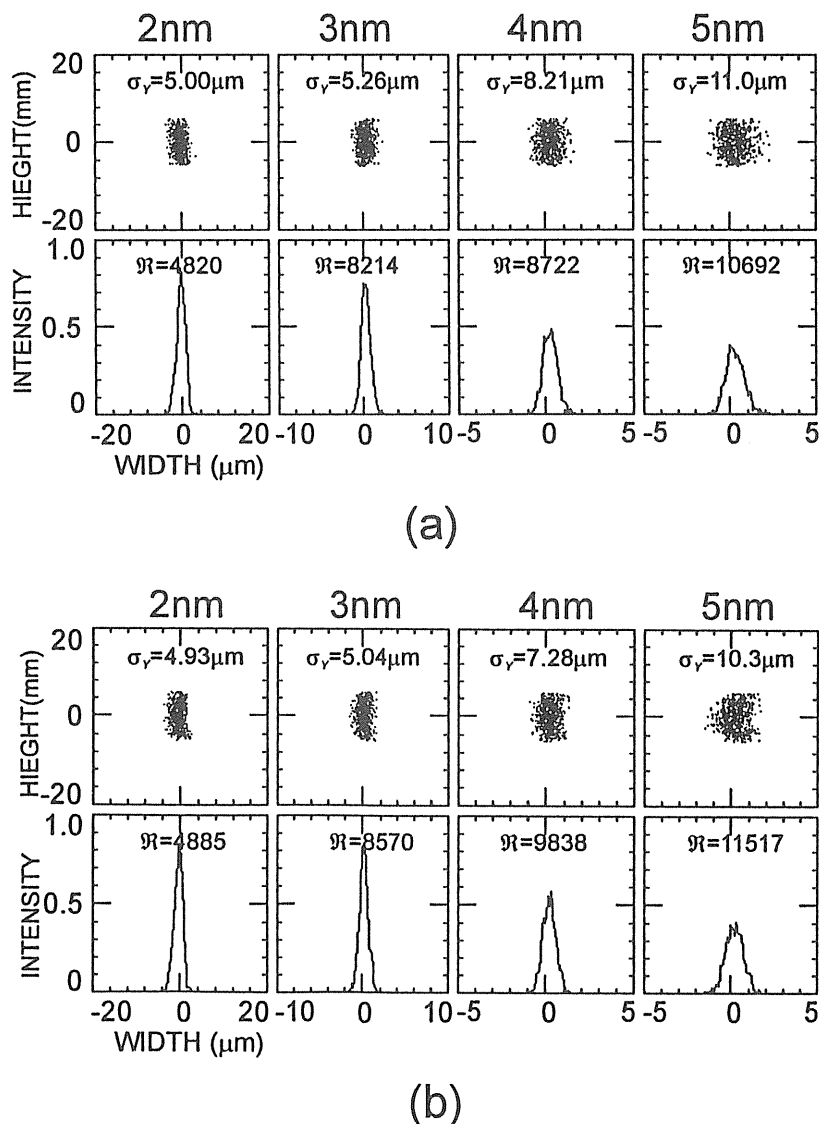 2nm 3nm 4nm 5nm
20 σY=5.00μm σY=5.26μm σY=8.21μm σY=11.0μm
HIEGHT(mm)
0
-20
1.0 ℜ=4820 ℜ=8214 ℜ=8722 ℜ=10692
INTENSITY
0.5
0
-20 0 20 -10 0 10 -5 0 5 -5 0 5
WIDTH (μm)
(a)
2nm 3nm 4nm 5nm
20 σY=4.93μm σY=5.04μm σY=7.28μm σY=10.3μm
HIEGHT(mm)
0
-20
1.0 ℜ=4885 ℜ=8570 ℜ=9838 ℜ=11517
INTENSITY
0.5
0
-20 0 20 -10 0 10 -5 0 5 -5 0 5
WIDTH (μm)
(b)